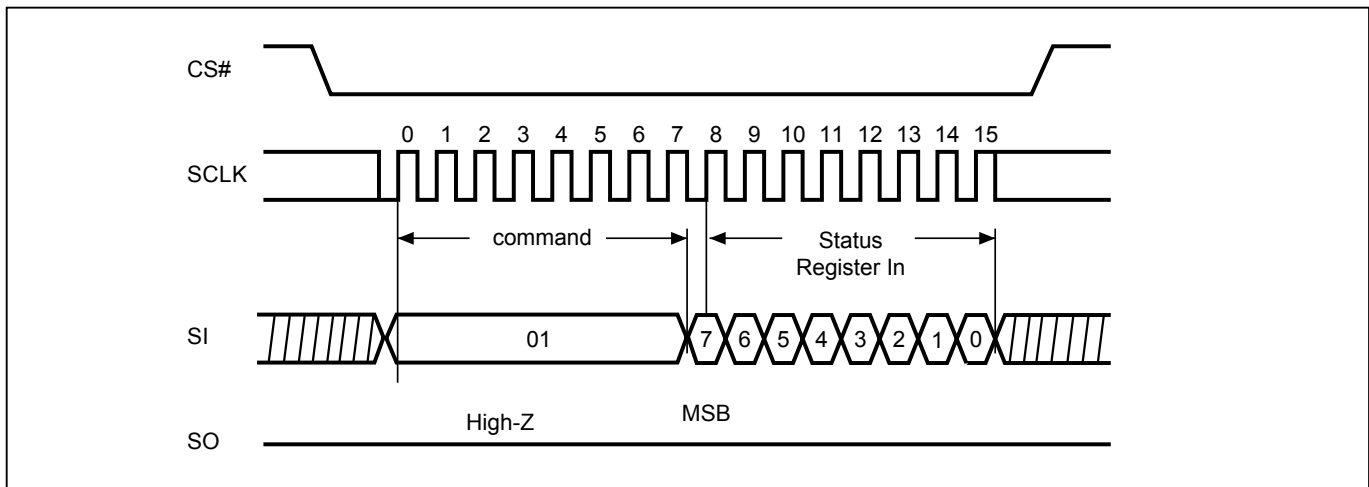 CS#
0 1 2 3 4 5 6 7 8 9 10 11 12 13 14 15
SCLK
command
Status
Register In
SI
01
7 6 5 4 3 2 1 0
MSB
High-Z
SO